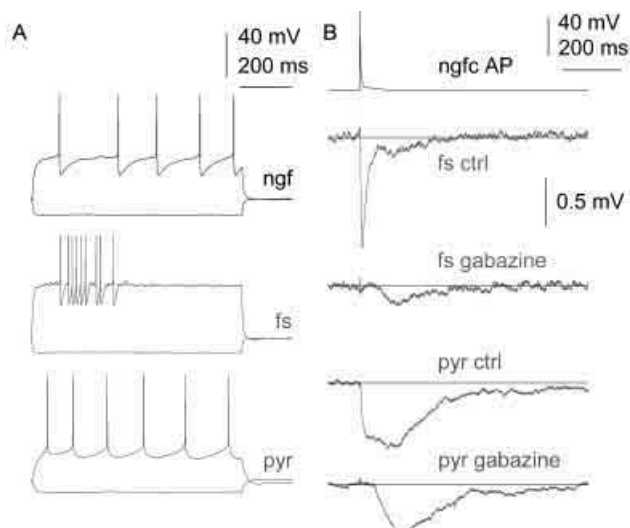 A
40 mV
200 ms
ngf
fs
pyr
B
40 mV
200 ms
ngfc AP
fs ctrl
0.5 mV
fs gabazine
pyr ctrl
pyr gabazine